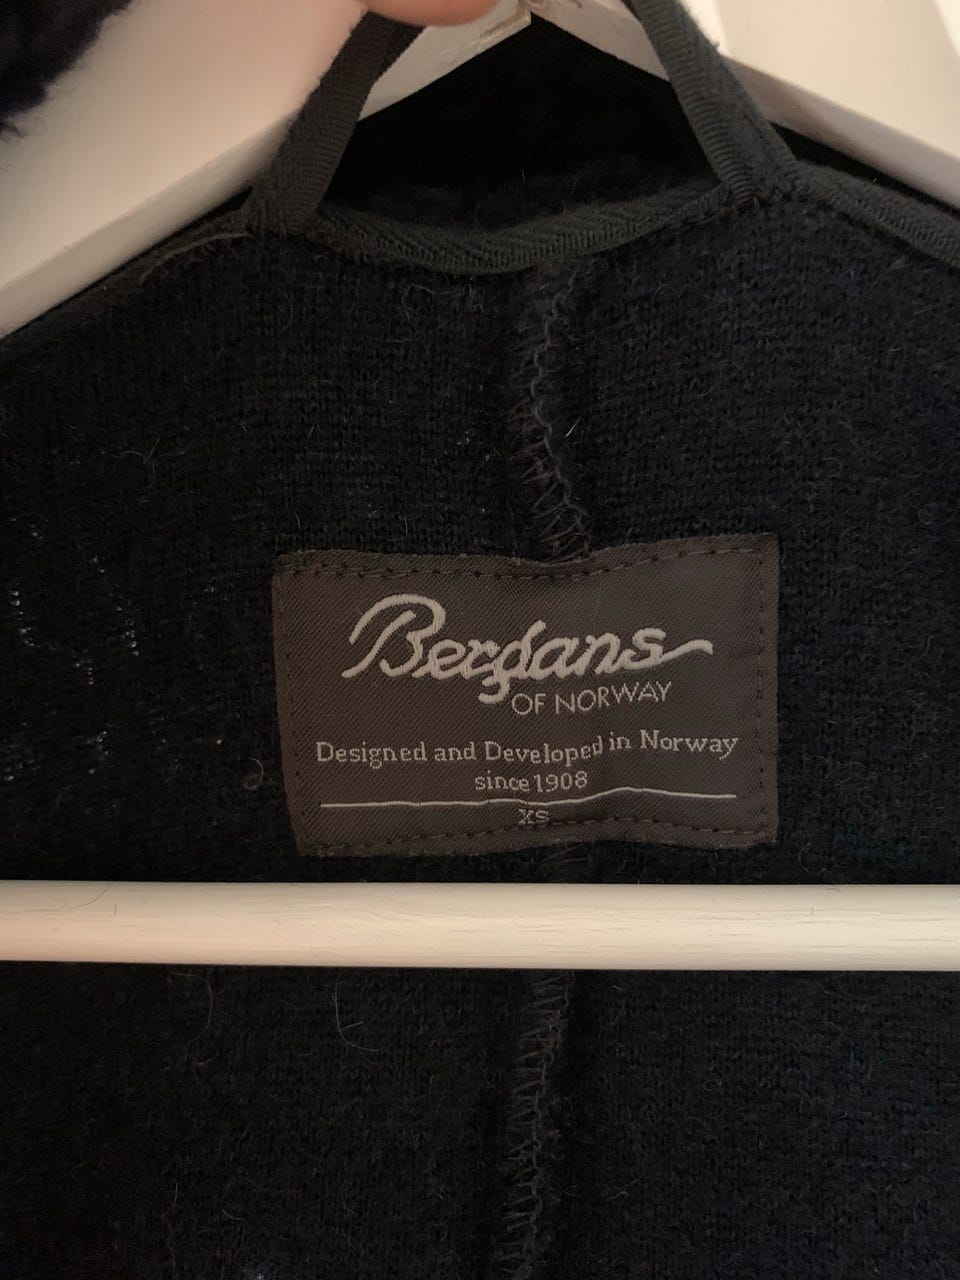 Bergans
OF NORWAY
Designed and Developed in Norway
since 1908
XS